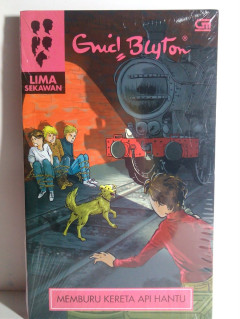 Enid Blyton®
LIMA
SEKAWAN
MEMBURU KERETA API HANTU